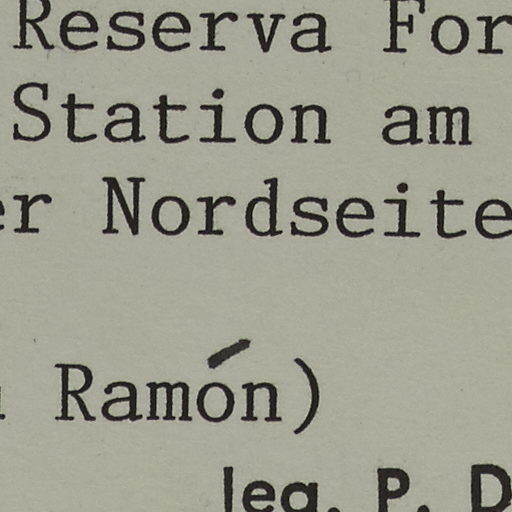 Reserva For
Station am
er Nordseite
Ramón)
leg. P. D